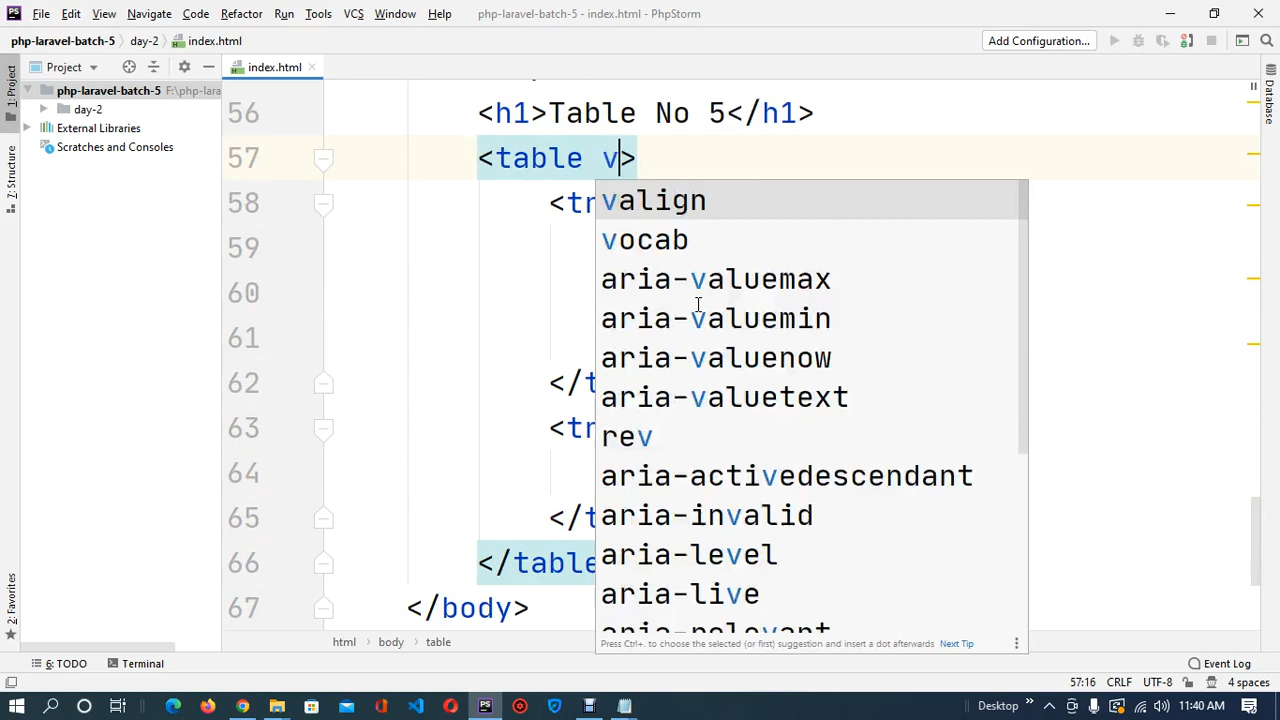 File Edit View Navigate Code Refactor Run Tools VCS Window Help php-laravel-batch-5 - index.html - PhpStorm
php-laravel-batch-5 day-2 index.html Add Configuration...
1: Project
Project
index.html
php-laravel-batch-5 F:\php-lara
day-2
External Libraries
Scratches and Consoles
7: Structure
2: Favorites
Database
56 <h1>Table No 5</h1>
57 <table v>
58 <tr
59
60
61
62 </t
63 <tr
64
65 </t
66 </table
67 </body>
valign
vocab
aria-valuemax
aria-valuemin
aria-valuenow
aria-valuetext
rev
aria-activedescendant
aria-invalid
aria-level
aria-live
aria-relevant
Press Ctrl+. to choose the selected (or first) suggestion and insert a dot afterwards Next Tip
html body table
6: TODO Terminal Event Log
57:16 CRLF UTF-8 4 spaces
Desktop 11:40 AM